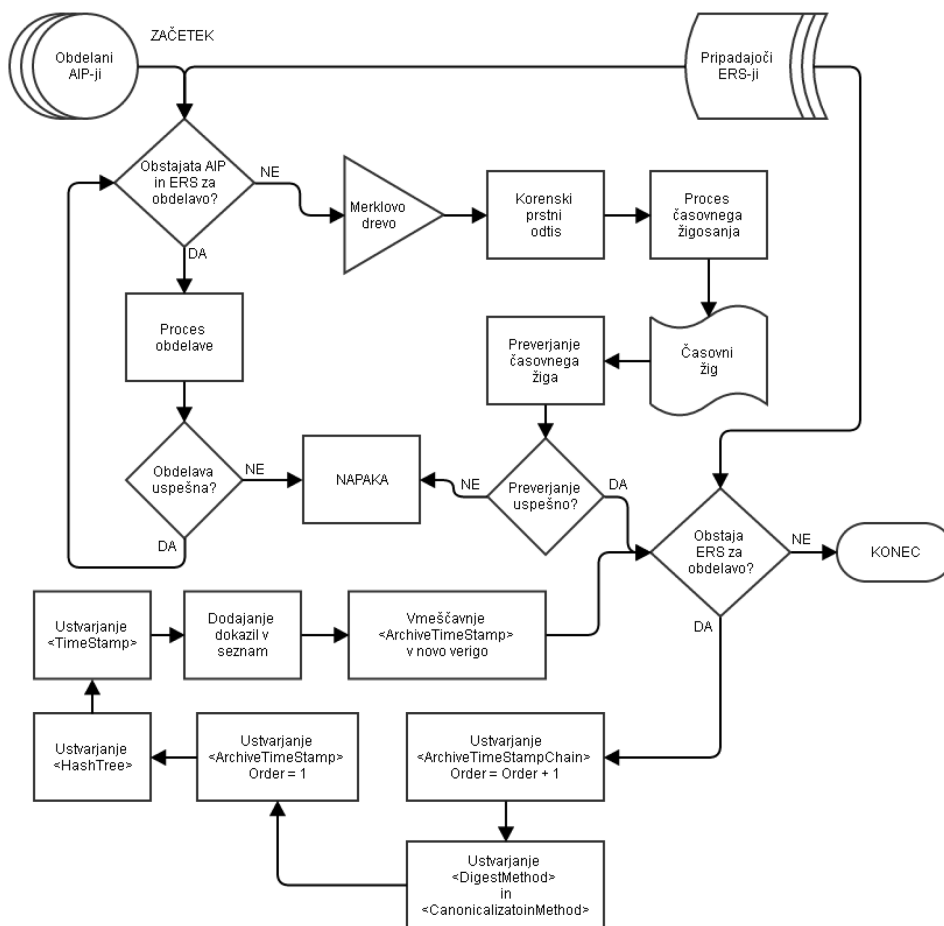 Obdelani
AIP-ji
ZAČETEK
Pripadajoči
ERS-ji
Obstajata AIP
in ERS za
obdelavo?
NE
Merklovo
drevo
Korenski
prstni
odtis
Proces
časovnega
žigosanja
DA
Proces
obdelave
Preverjanje
časovnega
žiga
Časovni
žig
Obdelava
uspešna?
NE
NAPAKA
NE
Preverjanje
uspešno?
DA
Obstaja
ERS za
obdelavo?
NE
KONEC
DA
Ustvarjanje
<TimeStamp>
Dodajanje
dokazil v
seznam
Vmeščavnje
<ArchiveTimeStamp>
v novo verigo
DA
Ustvarjanje
<HashTree>
Ustvarjanje
<ArchiveTimeStamp>
Order = 1
Ustvarjanje
<ArchiveTimeStampChain>
Order = Order + 1
Ustvarjanje
<DigestMethod>
in
<CanonicalizatoinMethod>